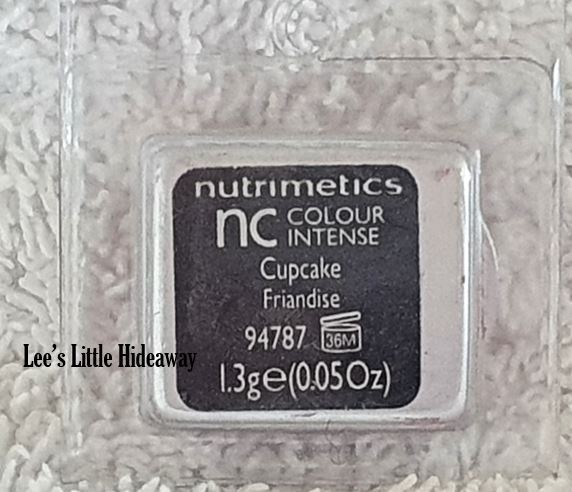 nutrimetics
nc COLOUR
INTENSE
Cupcake
Friandise
94787 36M
1.3g℮(0.05Oz)
Lee's Little Hideaway